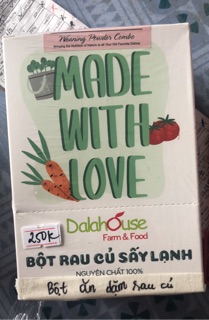 Weaning Powder Combo
MADE
WITH
LOVE
Dalahouse
Farm & Food
250K
BỘT RAU CỦ SẤY LẠNH
NGUYÊN CHẤT 100%
Bột ăn dặm rau củ